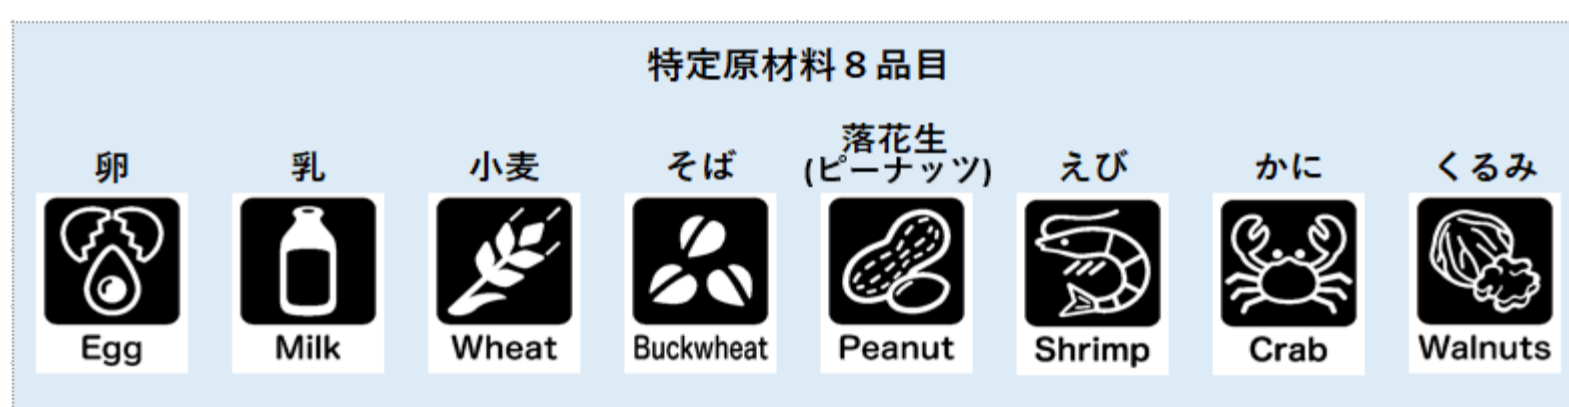 特定原材料８品目
卵
乳
小麦
そば
落花生
(ピーナッツ)
えび
かに
くるみ
Egg
Milk
Wheat
Buckwheat
Peanut
Shrimp
Crab
Walnuts